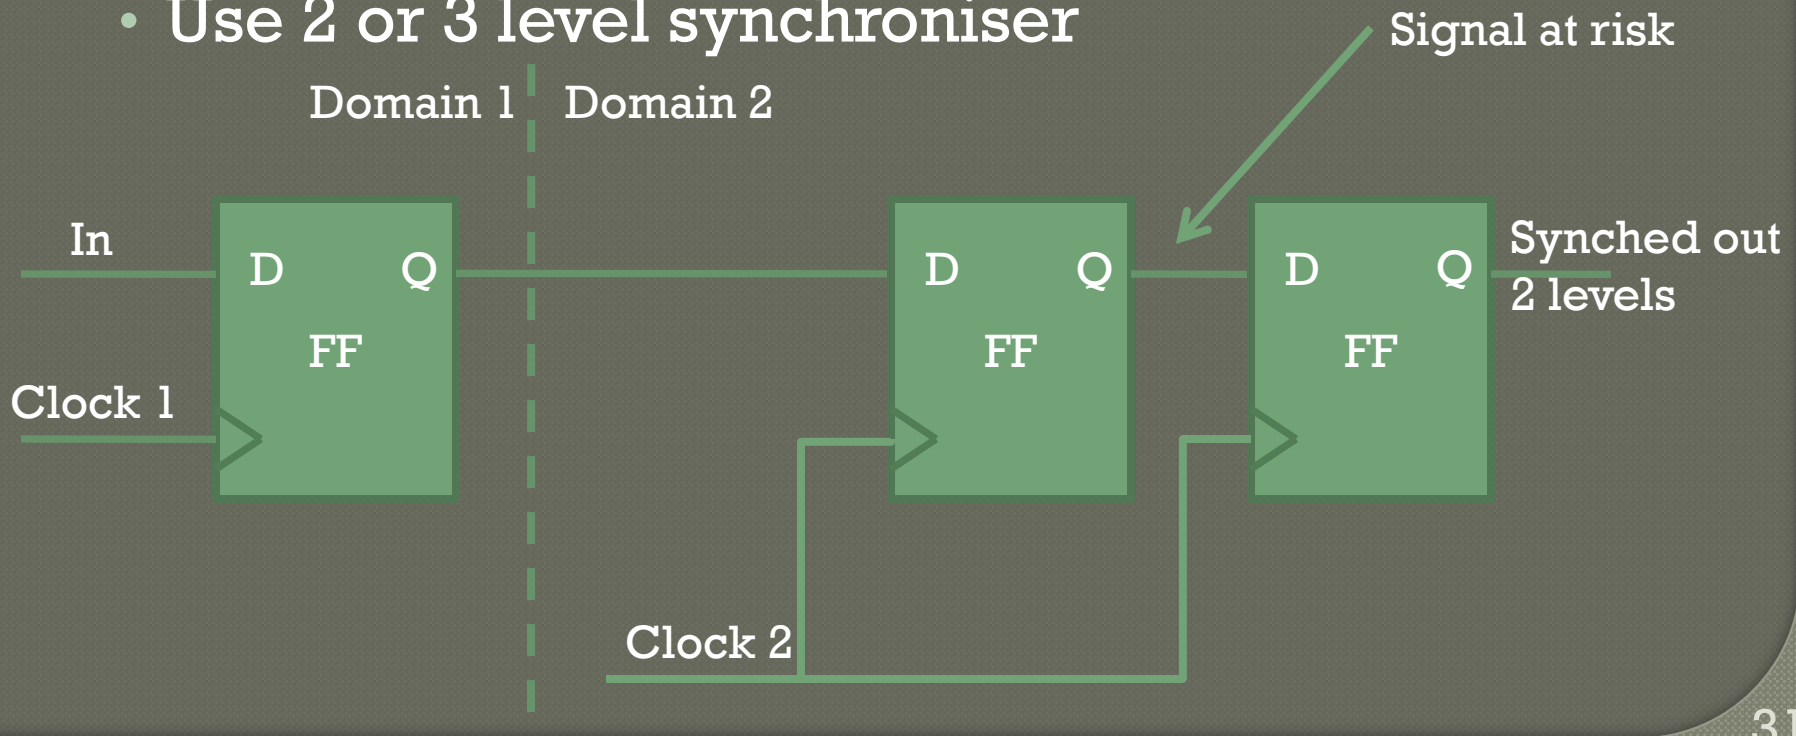 • Use 2 or 3 level synchroniser
Signal at risk
Domain 1
Domain 2
In
D
Q
FF
Clock 1
D
Q
FF
D
Q
FF
Synched out
2 levels
Clock 2
31